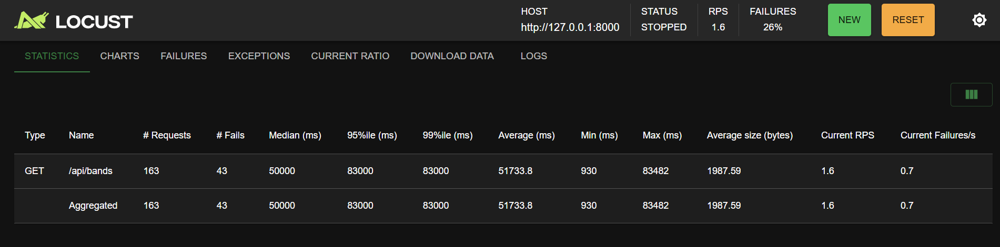 LOCUST
HOST
http://127.0.0.1:8000
STATUS
STOPPED
RPS
1.6
FAILURES
26%
NEW
RESET
STATISTICS CHARTS FAILURES EXCEPTIONS CURRENT RATIO DOWNLOAD DATA LOGS
Type Name # Requests # Fails Median (ms) 95%ile (ms) 99%ile (ms) Average (ms) Min (ms) Max (ms) Average size (bytes) Current RPS Current Failures/s
GET /api/bands 163 43 50000 83000 83000 51733.8 930 83482 1987.59 1.6 0.7
Aggregated 163 43 50000 83000 83000 51733.8 930 83482 1987.59 1.6 0.7